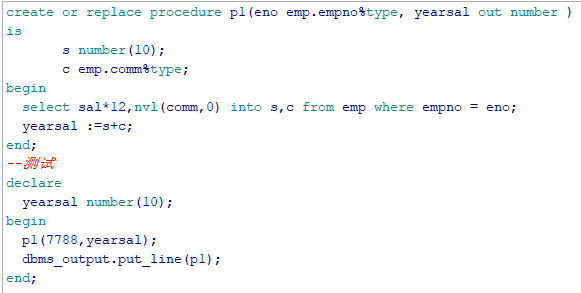 create or replace procedure p1(eno emp.empno%type, yearsal out number )
is
       s number(10);
       c emp.comm%type;
begin
  select sal*12,nvl(comm,0) into s,c from emp where empno = eno;
  yearsal :=s+c;
end;
--测试
declare
  yearsal number(10);
begin
  p1(7788,yearsal);
  dbms_output.put_line(p1);
end;